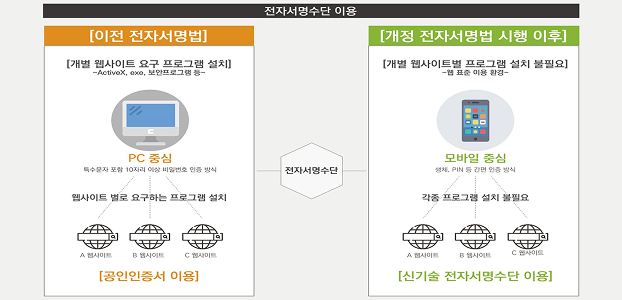 전자서명수단 이용
[이전 전자서명법]
[개별 웹사이트 요구 프로그램 설치]
-ActiveX, exe, 보안프로그램 등-
PC 중심
특수문자 포함 10자리 이상 비밀번호 인증 방식
웹사이트 별로 요구하는 프로그램 설치
A 웹사이트
B 웹사이트
C 웹사이트
[공인인증서 이용]
전자서명수단
[개정 전자서명법 시행 이후]
[개별 웹사이트별 프로그램 설치 불필요]
-웹 표준 이용 환경-
모바일 중심
생체, PIN 등 간편 인증 방식
각종 프로그램 설치 불필요
A 웹사이트
B 웹사이트
C 웹사이트
[신기술 전자서명수단 이용]